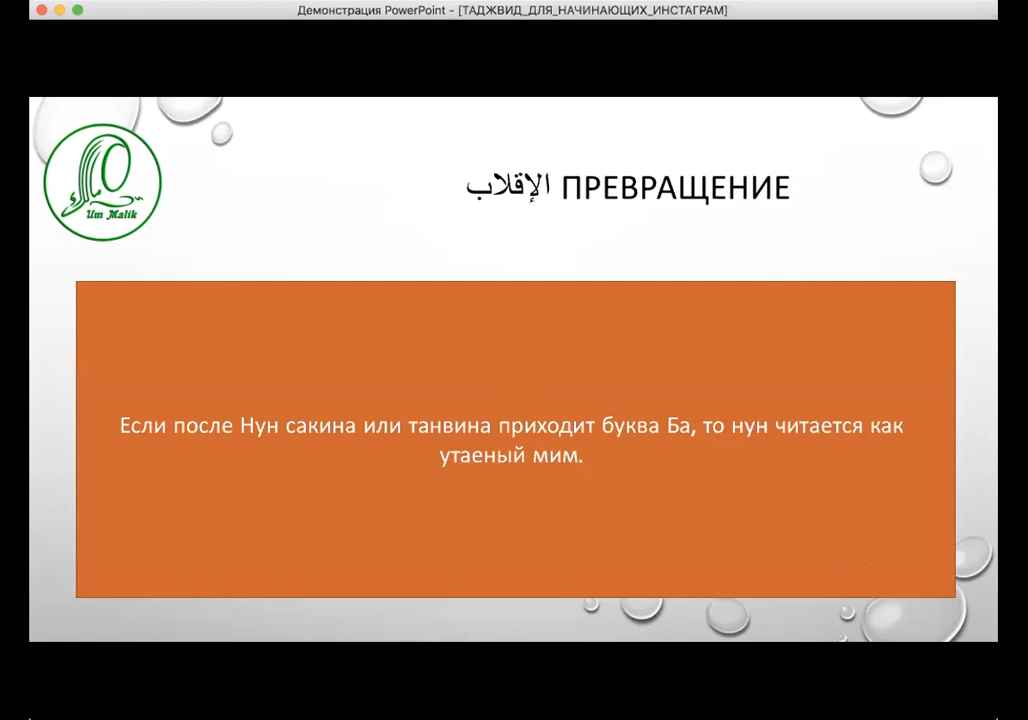 Демонстрация PowerPoint - [ТАДЖВИД_ДЛЯ_НАЧИНАЮЩИХ_ИНСТАГРАМ]
Um Malik
الإقلاب ПРЕВРАЩЕНИЕ
Если после Нун сакина или танвина приходит буква Ба, то нун читается как
утаеный мим.